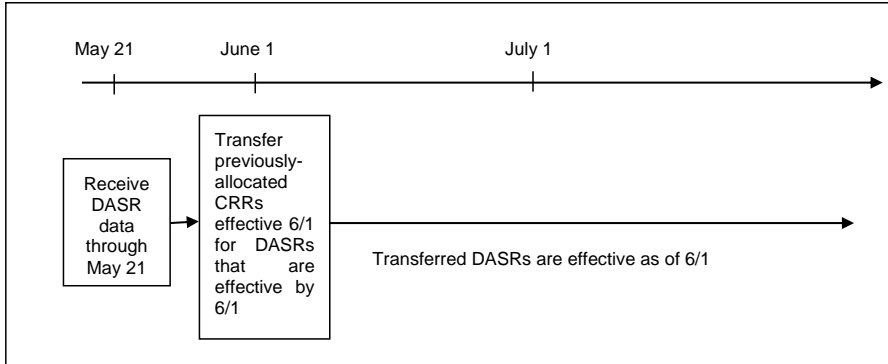 May 21
June 1
July 1
Receive
DASR
data
through
May 21
Transfer
previously-
allocated
CRRs
effective 6/1
for DASRs
that are
effective by
6/1
Transferred DASRs are effective as of 6/1